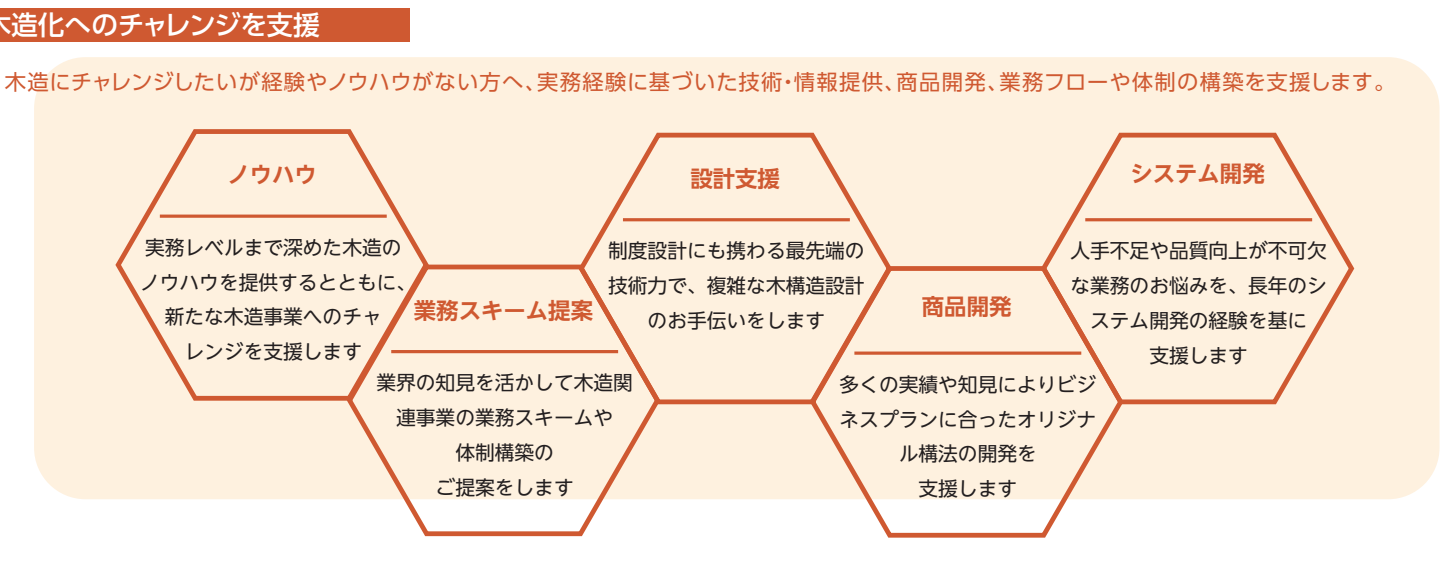 木造化へのチャレンジを支援
木造にチャレンジしたいが経験やノウハウがない方へ、実務経験に基づいた技術・情報提供、商品開発、業務フローや体制の構築を支援します。
ノウハウ
実務レベルまで深めた木造の
ノウハウを提供するとともに、
新たな木造事業へのチャ
レンジを支援します
業務スキーム提案
業界の知見を活かして木造関
連事業の業務スキームや
体制構築の
ご提案をします
設計支援
制度設計にも携わる最先端の
技術力で、複雑な木構造設計
のお手伝いをします
商品開発
多くの実績や知見によりビジ
ネスプランに合ったオリジナ
ル構法の開発を
支援します
システム開発
人手不足や品質向上が不可欠
な業務のお悩みを、長年のシ
ステム開発の経験を基に
支援します